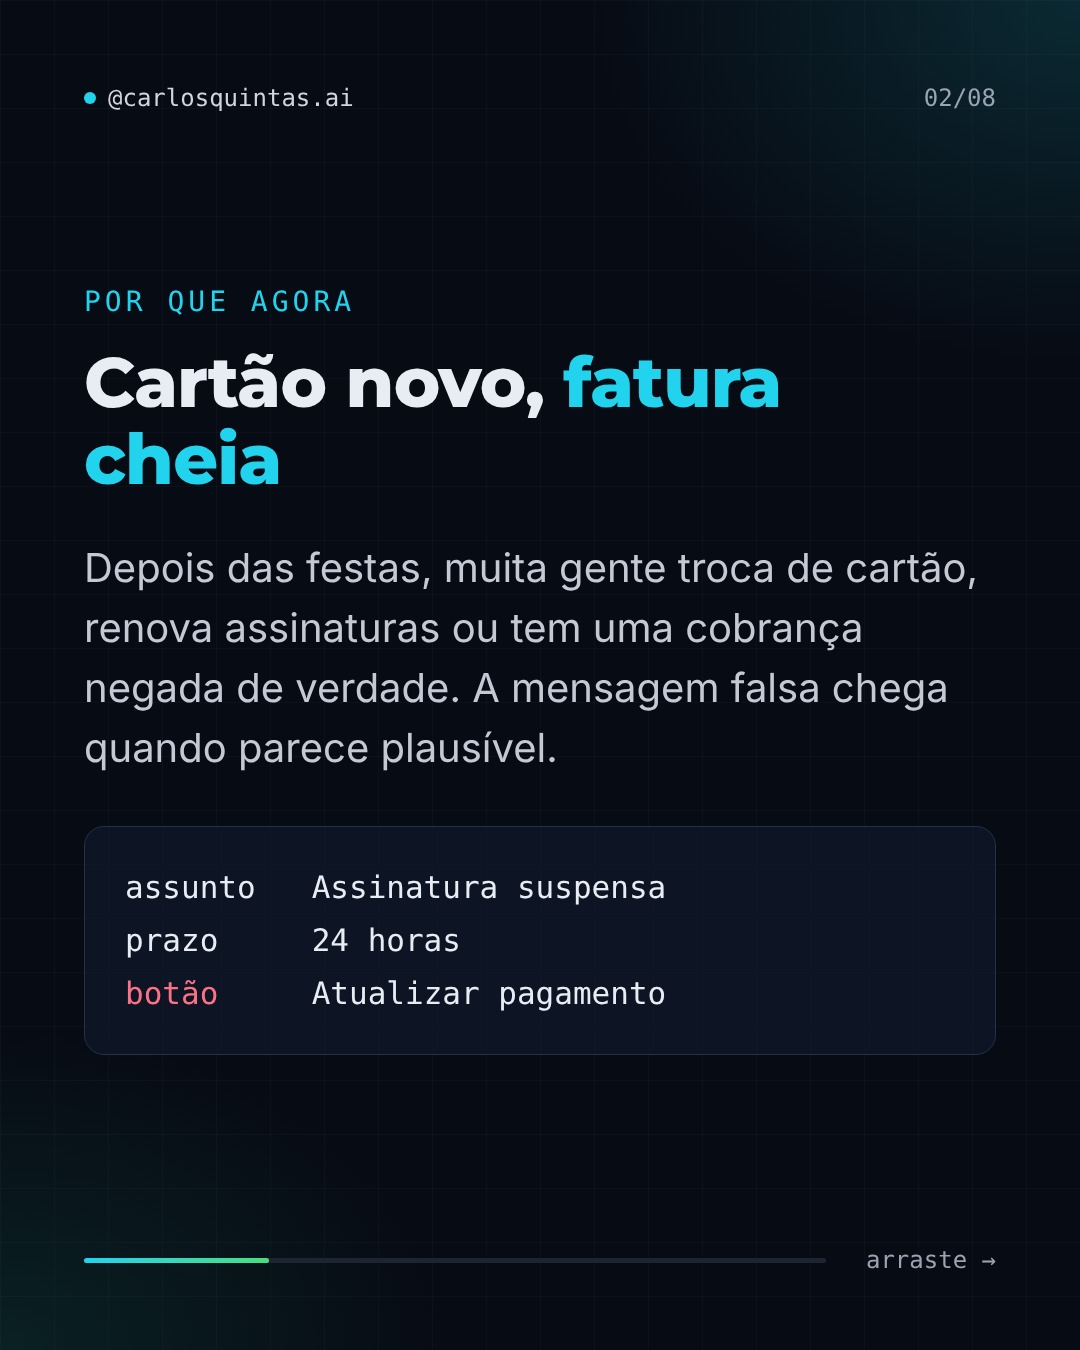 @carlosquintas.ai
02/08
POR QUE AGORA
Cartão novo, fatura
cheia
Depois das festas, muita gente troca de cartão,
renova assinaturas ou tem uma cobrança
negada de verdade. A mensagem falsa chega
quando parece plausível.
assunto Assinatura suspensa
prazo 24 horas
botão Atualizar pagamento
arraste →